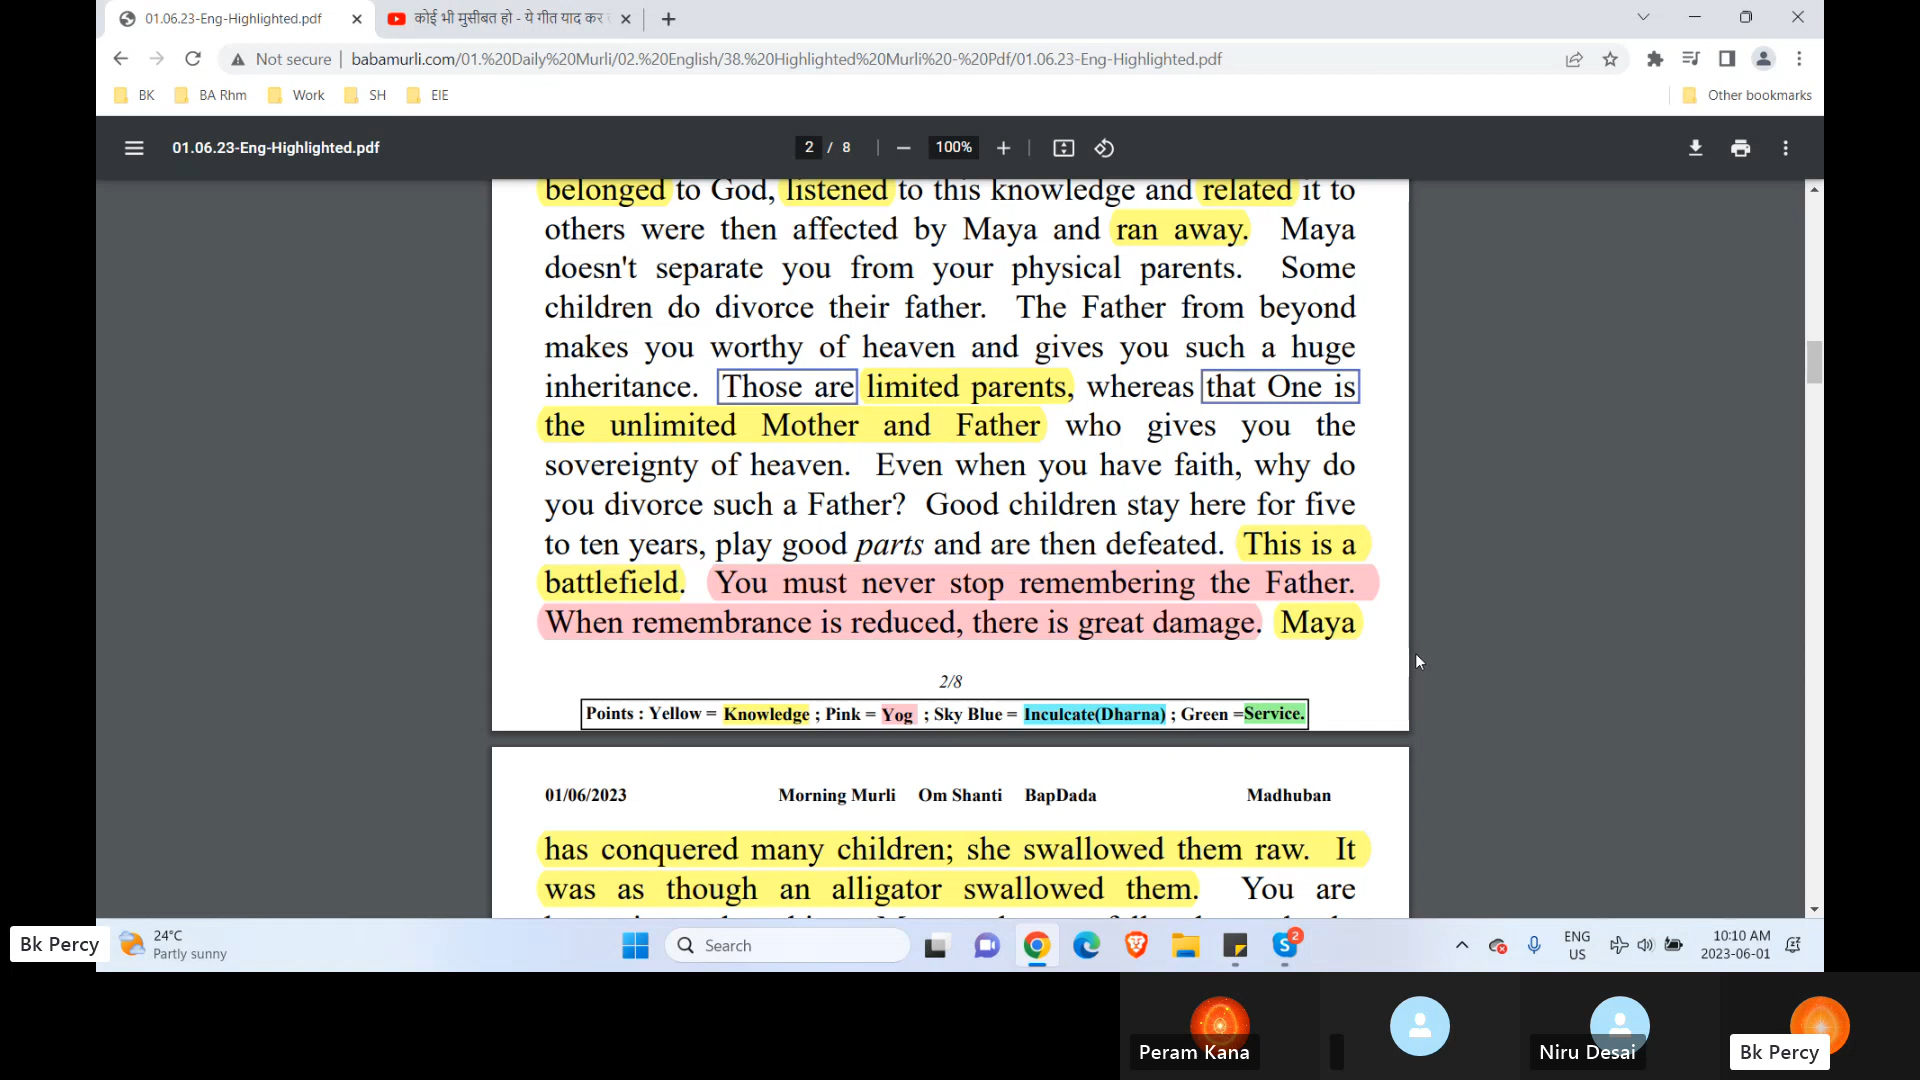 01.06.23-Eng-Highlighted.pdf
कोई भी मुसीबत हो - ये गीत याद कर
Not secure
babamurli.com/01.%20Daily%20Murli/02.%20English/38.%20Highlighted%20Murli%20-%20Pdf/01.06.23-Eng-Highlighted.pdf
BK
BA Rhm
Work
SH
EIE
Other bookmarks
01.06.23-Eng-Highlighted.pdf
2 / 8
100%
belonged to God, listened to this knowledge and related it to
others were then affected by Maya and ran away. Maya
doesn't separate you from your physical parents. Some
children do divorce their father. The Father from beyond
makes you worthy of heaven and gives you such a huge
inheritance. Those are limited parents, whereas that One is
the unlimited Mother and Father who gives you the
sovereignty of heaven. Even when you have faith, why do
you divorce such a Father? Good children stay here for five
to ten years, play good parts and are then defeated. This is a
battlefield. You must never stop remembering the Father.
When remembrance is reduced, there is great damage. Maya
2/8
Points : Yellow = Knowledge ; Pink = Yog ; Sky Blue = Inculcate(Dharna) ; Green =Service.
01/06/2023 Morning Murli Om Shanti BapDada Madhuban
has conquered many children; she swallowed them raw. It
was as though an alligator swallowed them. You are
Bk Percy
24°C
Partly sunny
Search
2
ENG
US
10:10 AM
2023-06-01
Peram Kana
Niru Desai
Bk Percy